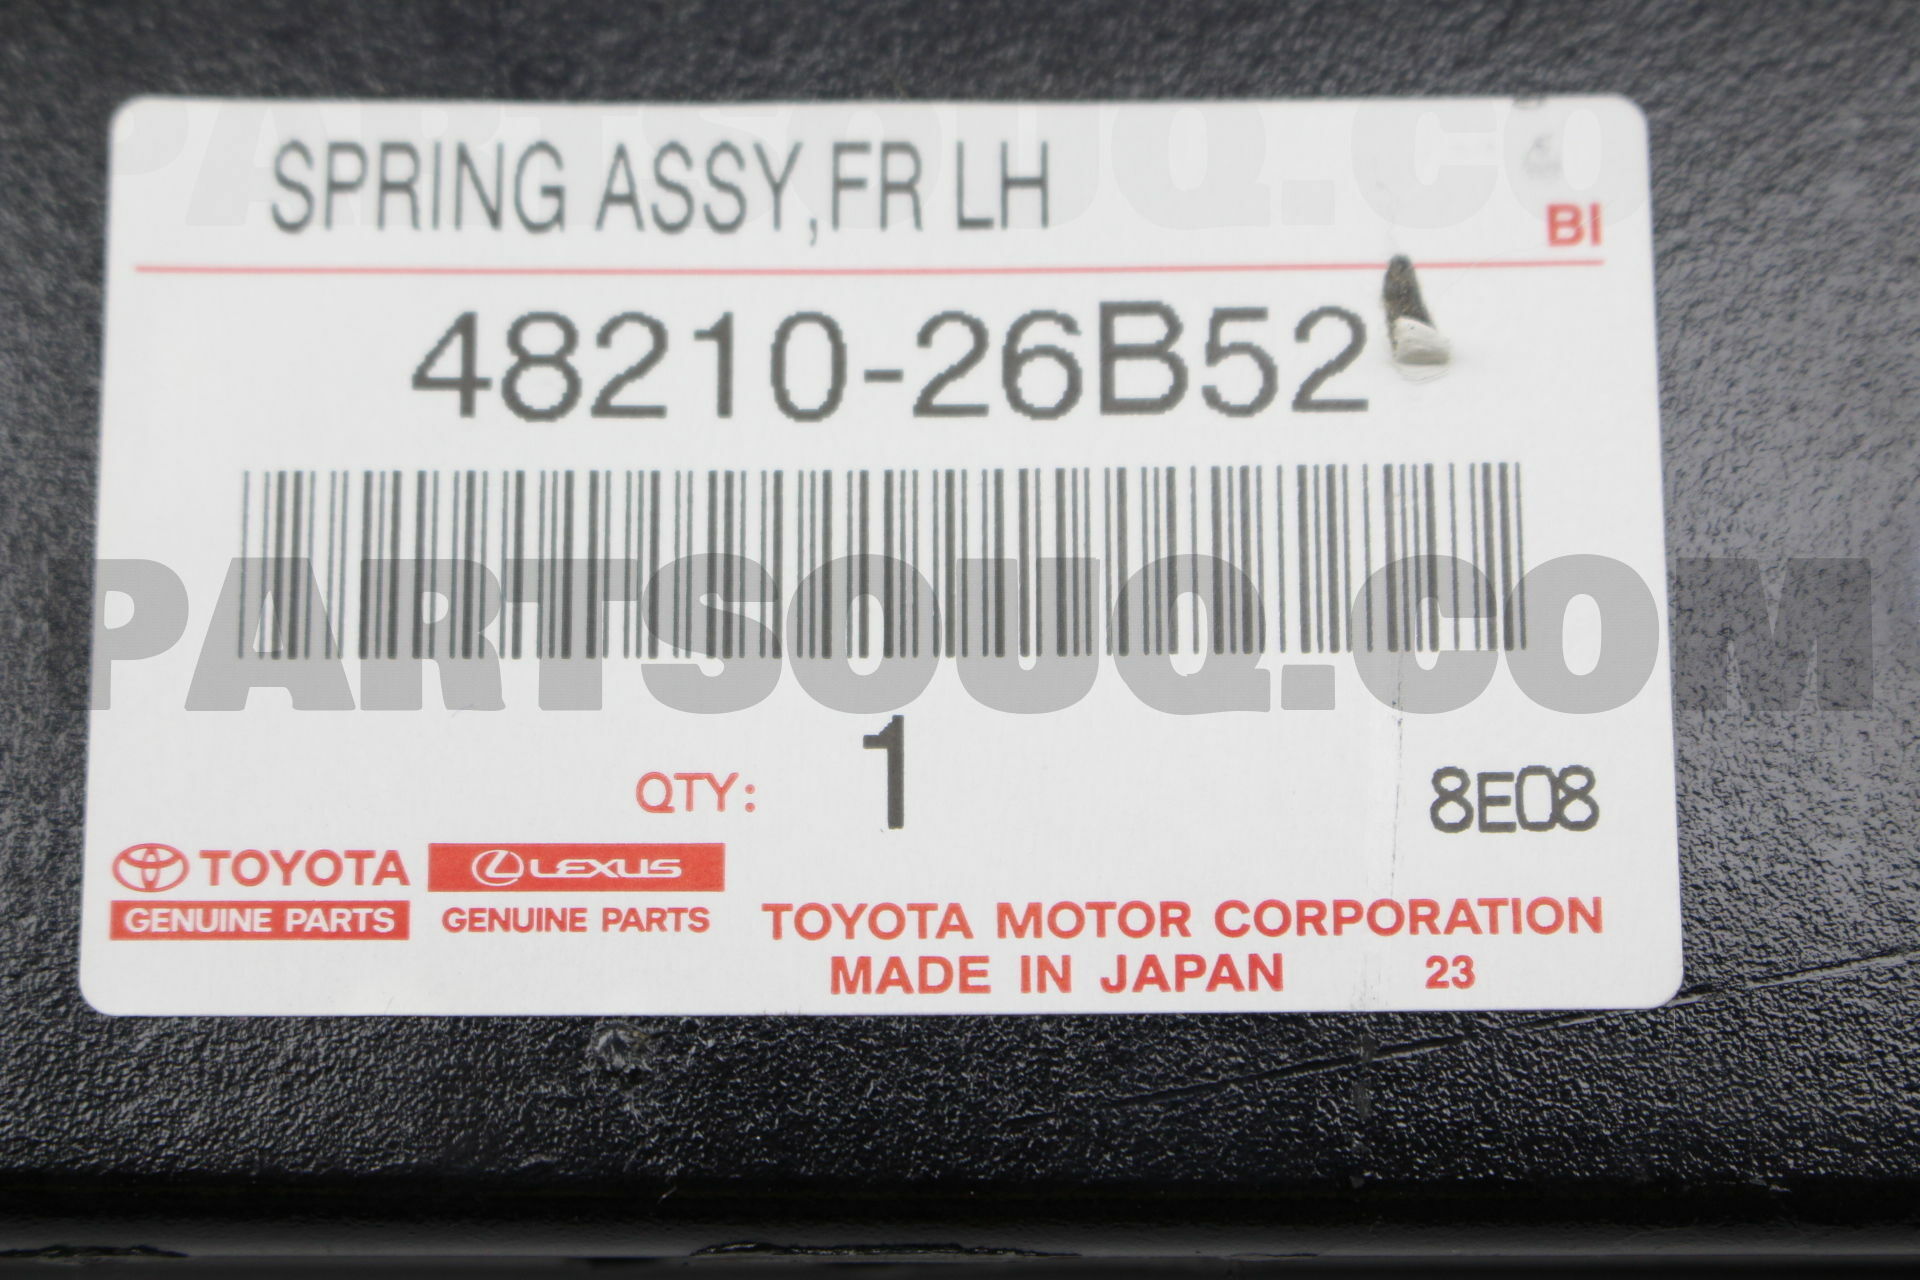 SPRING ASSY,FR LH
BI
48210-26B52
PARTSOUQ.COM
QTY: 1
8E08
TOYOTA
GENUINE PARTS
LEXUS
GENUINE PARTS
TOYOTA MOTOR CORPORATION
MADE IN JAPAN 23